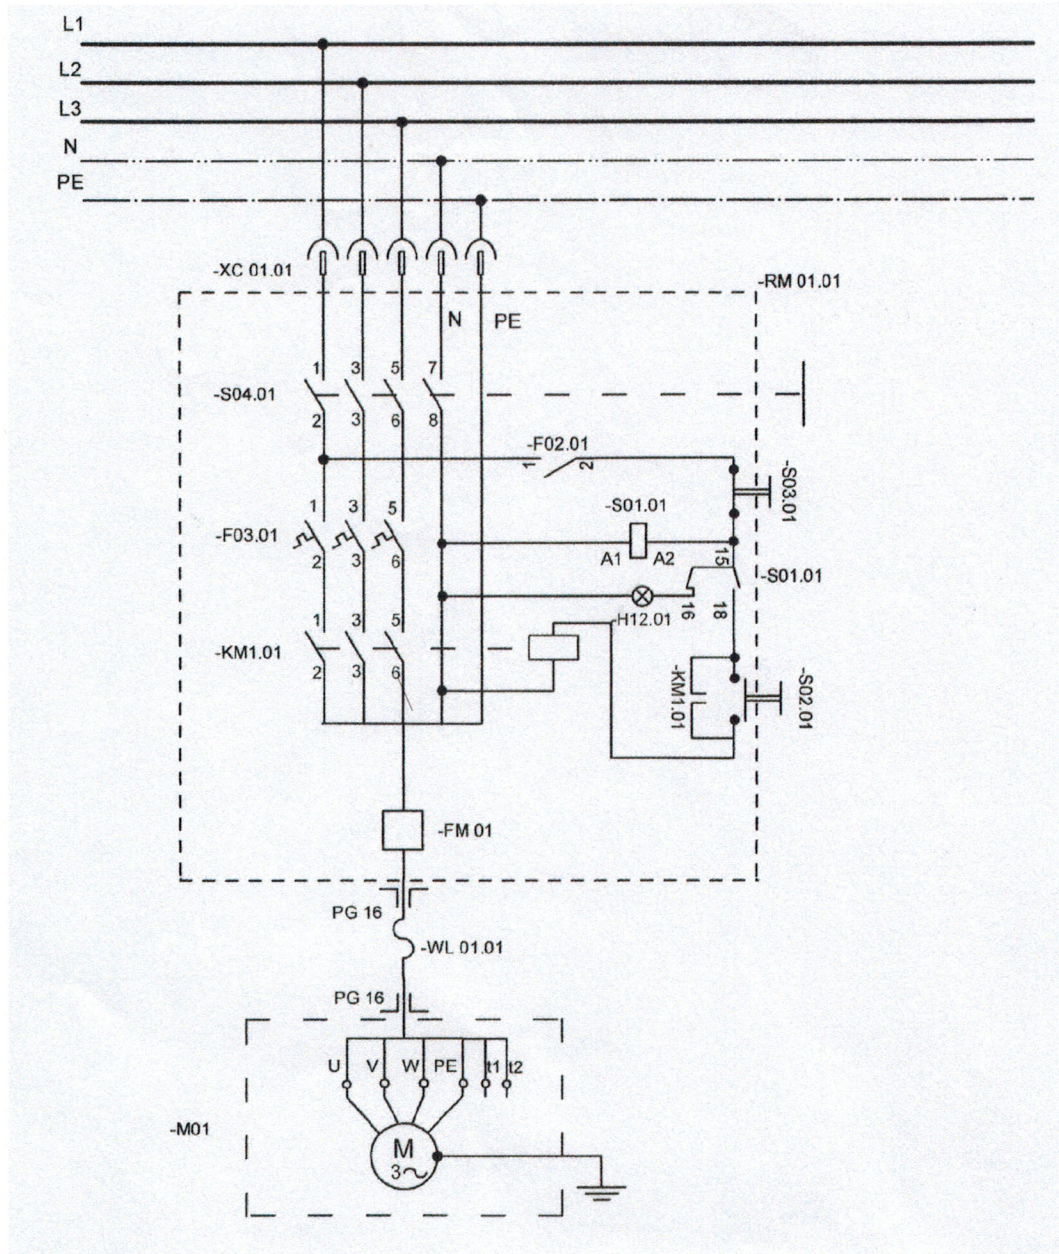 L1
L2
L3
N
PE
-XC 01.01
-RM 01.01
N PE
1 3 5 7
-S04.01
2 3 6 8
-F02.01
1 2
-S03.01
1 3 5
-S01.01
-F03.01
2 3 6
A1 A2
15
-S01.01
16 18
-H12.01
1 3 5
-KM1.01
2 3 6
-KM1.01
-S02.01
-FM 01
PG 16
-WL 01.01
PG 16
U V W PE t1 t2
-M01
M
3~